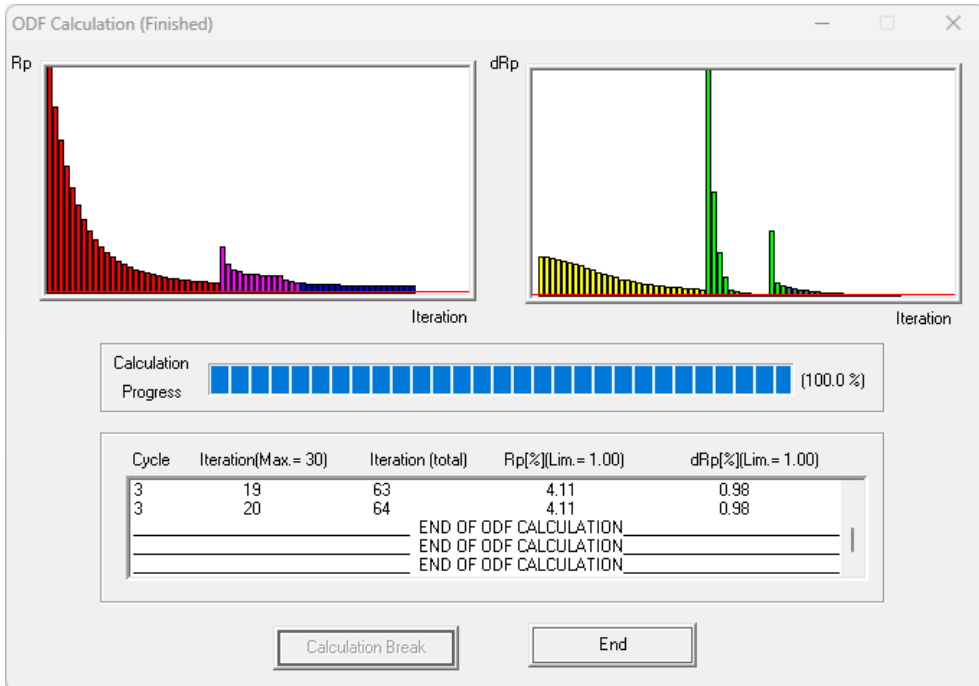 ODF Calculation (Finished)
Rp
dRp
Iteration
Iteration
Calculation
Progress
(100.0 %)
Cycle Iteration(Max.= 30) Iteration (total) Rp[%](Lim.= 1.00) dRp[%](Lim.= 1.00)
3 19 63 4.11 0.98
3 20 64 4.11 0.98
END OF ODF CALCULATION
END OF ODF CALCULATION
END OF ODF CALCULATION
Calculation Break
End